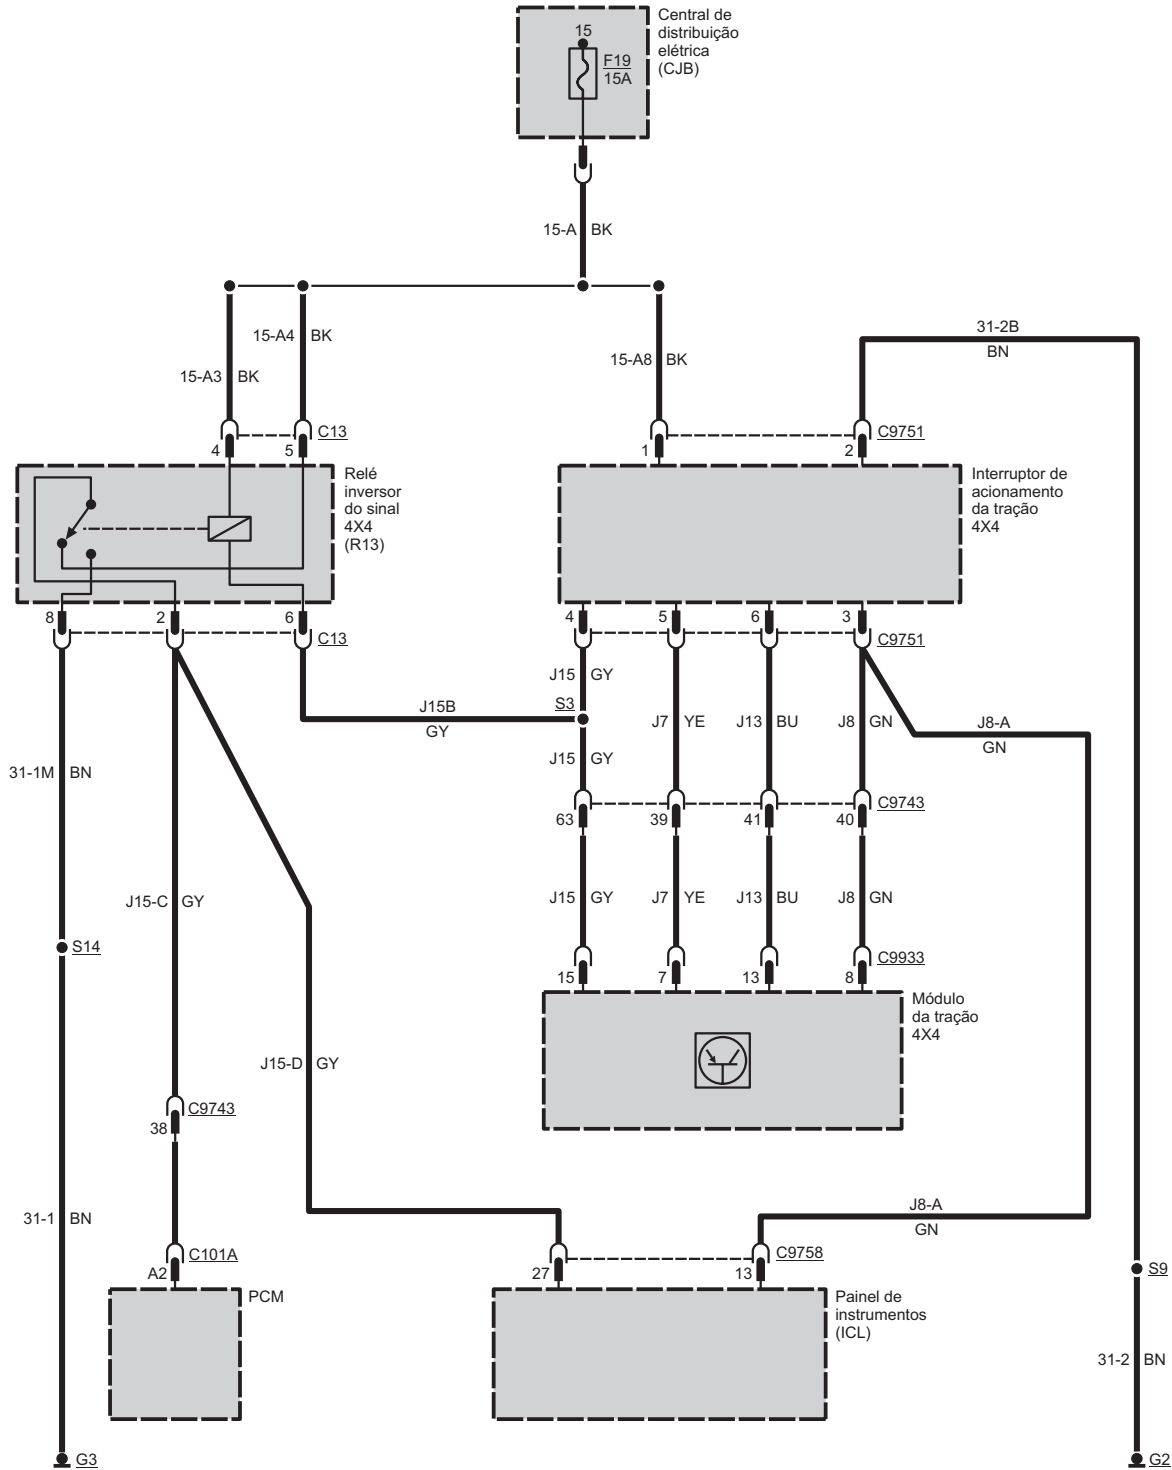 Central de
distribuição
elétrica
(CJB)
15
F19
15A
15-A BK
31-2B
BN
15-A4 BK
15-A8 BK
15-A3 BK
C13
C9751
4
5
1
2
Relé
inversor
do sinal
4X4
(R13)
Interruptor de
acionamento
da tração
4X4
8
2
6
C13
4
5
6
3
C9751
J15 GY
S3
J15B
GY
J7 YE
J13 BU
J8 GN
J8-A
GN
J15 GY
31-1M BN
C9743
63
39
41
40
J15-C GY
J15 GY
J7 YE
J13 BU
J8 GN
S14
C9933
15
7
13
8
Módulo
da tração
4X4
J15-D GY
C9743
38
J8-A
GN
31-1 BN
C101A
A2
C9758
27
13
S9
PCM
Painel de
instrumentos
(ICL)
31-2 BN
G3
G2